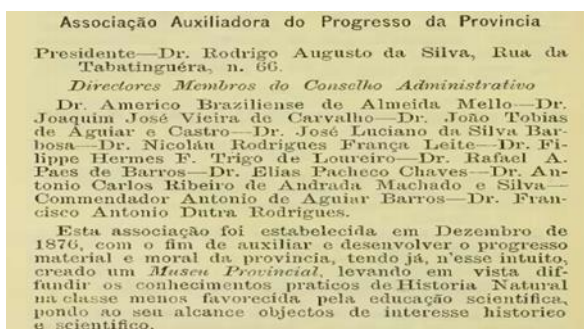 Associação Auxiliadora do Progresso da Provincia
Presidente—Dr. Rodrigo Augusto da Silva, Rua da
Tabatinguéra, n. 66.
Directores Membros do Conselho Administrativo
Dr. Americo Braziliense de Almeida Mello—Dr.
Joaquim José Vieira de Carvalho—Dr. João Tobias
de Aguiar e Castro—Dr. José Luciano da Silva Bar-
bosa—Dr. Nicoláu Rodrigues França Leite—Dr. Fi-
lippe Hermes F. Trigo de Loureiro—Dr. Rafael A.
Paes de Barros—Dr. Elias Pacheco Chaves—Dr. An-
tonio Carlos Ribeiro de Andrada Machado e Silva—
Commendador Antonio de Aguiar Barros—Dr. Fran-
cisco Antonio Dutra Rodrigues.
Esta associação foi estabelecida em Dezembro de
1876, com o fim de auxiliar e desenvolver o progresso
material e moral da provincia, tendo já, n'esse intuito,
creado um Museu Provincial, levando em vista dif-
fundir os conhecimentos praticos de Historia Natural
na classe menos favorecida pela educação scientifica,
pondo ao seu alcance objectos de interesse historico
e scientifico.